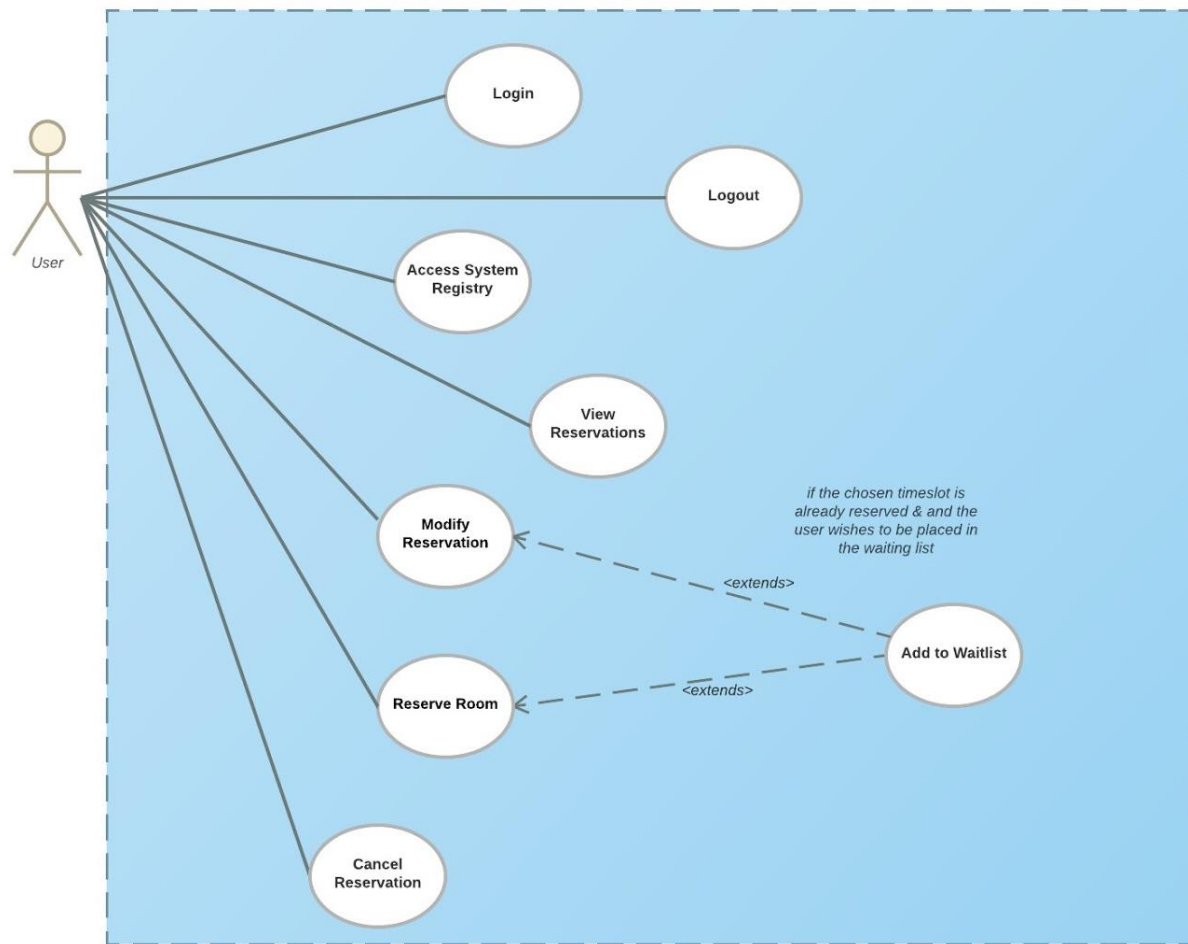 Login
Logout
User
Access System
Registry
View
Reservations
if the chosen timeslot is
already reserved & and the
user wishes to be placed in
the waiting list
Modify
Reservation
<extends>
Add to Waitlist
<extends>
Reserve Room
Cancel
Reservation